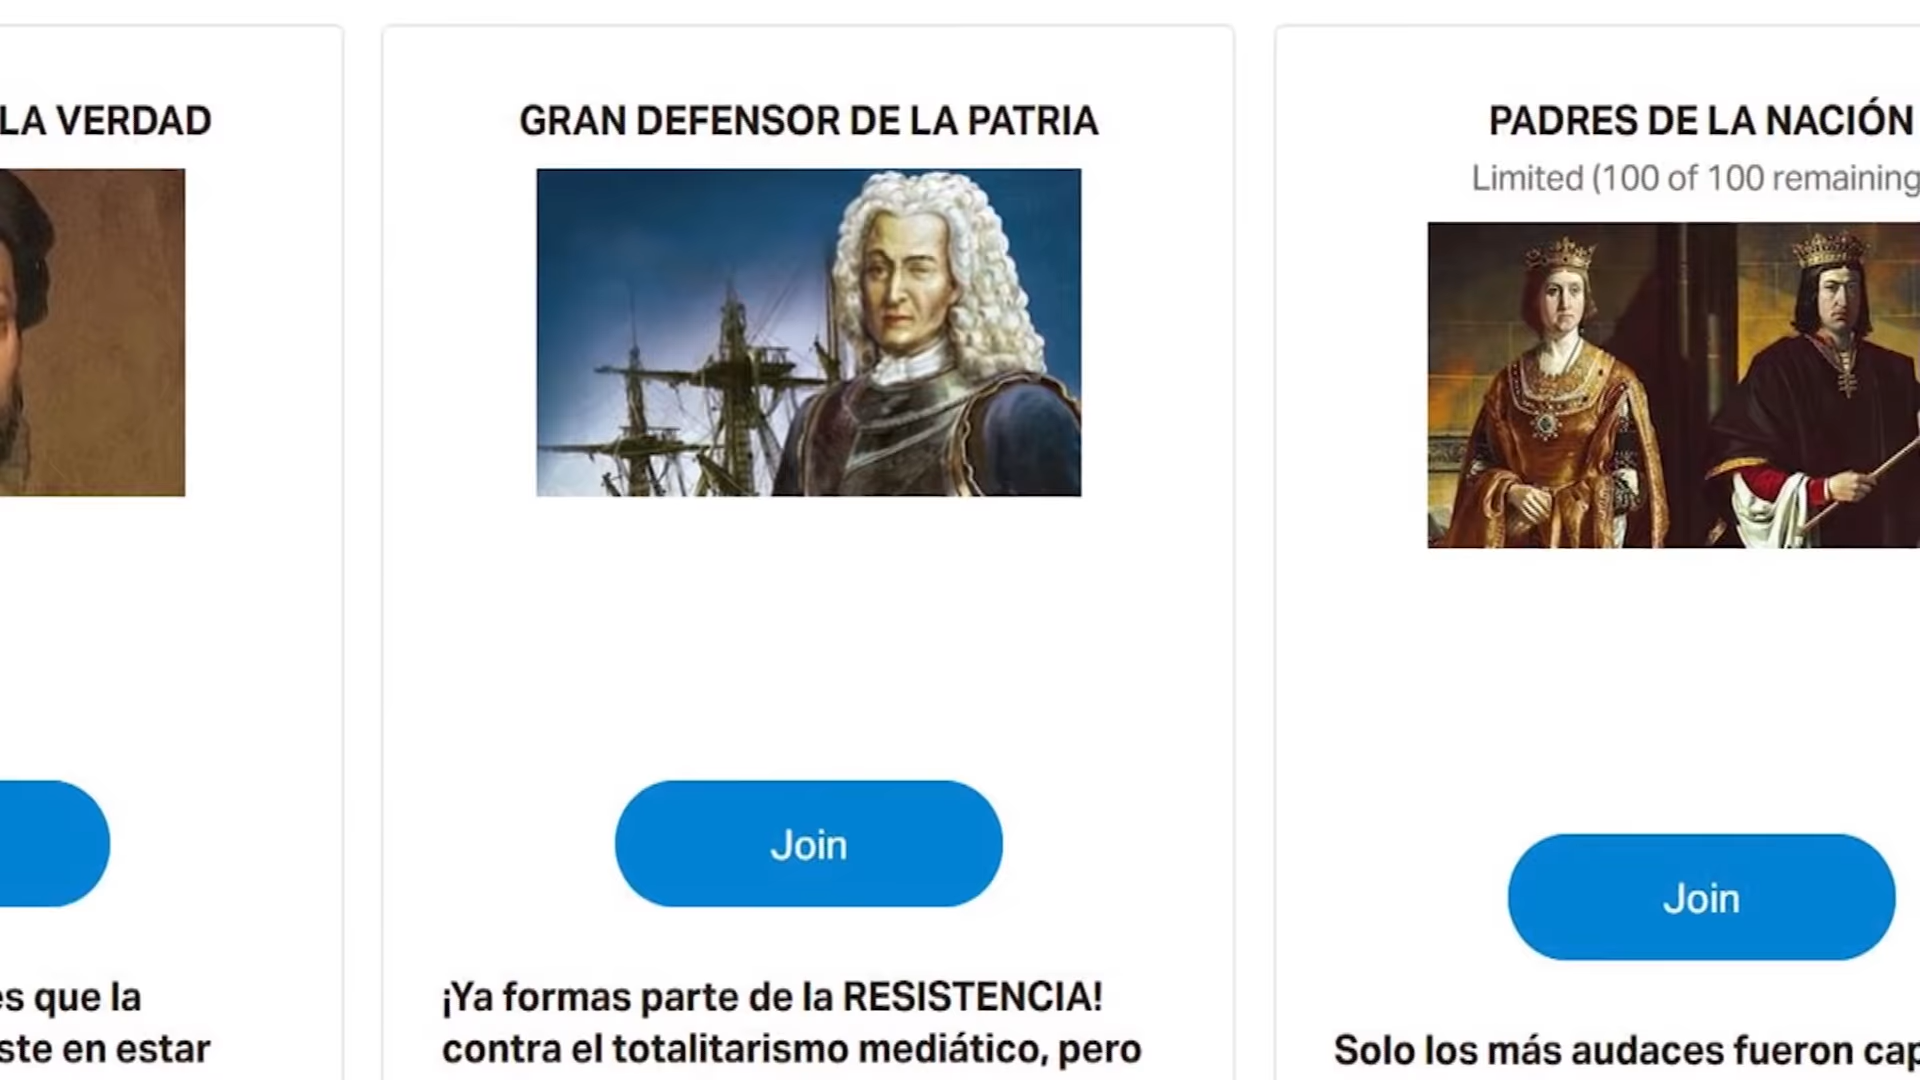 LA VERDAD
es que la
ste en estar
GRAN DEFENSOR DE LA PATRIA
Join
¡Ya formas parte de la RESISTENCIA!
contra el totalitarismo mediático, pero
PADRES DE LA NACIÓN
Limited (100 of 100 remaining
Join
Solo los más audaces fueron cap